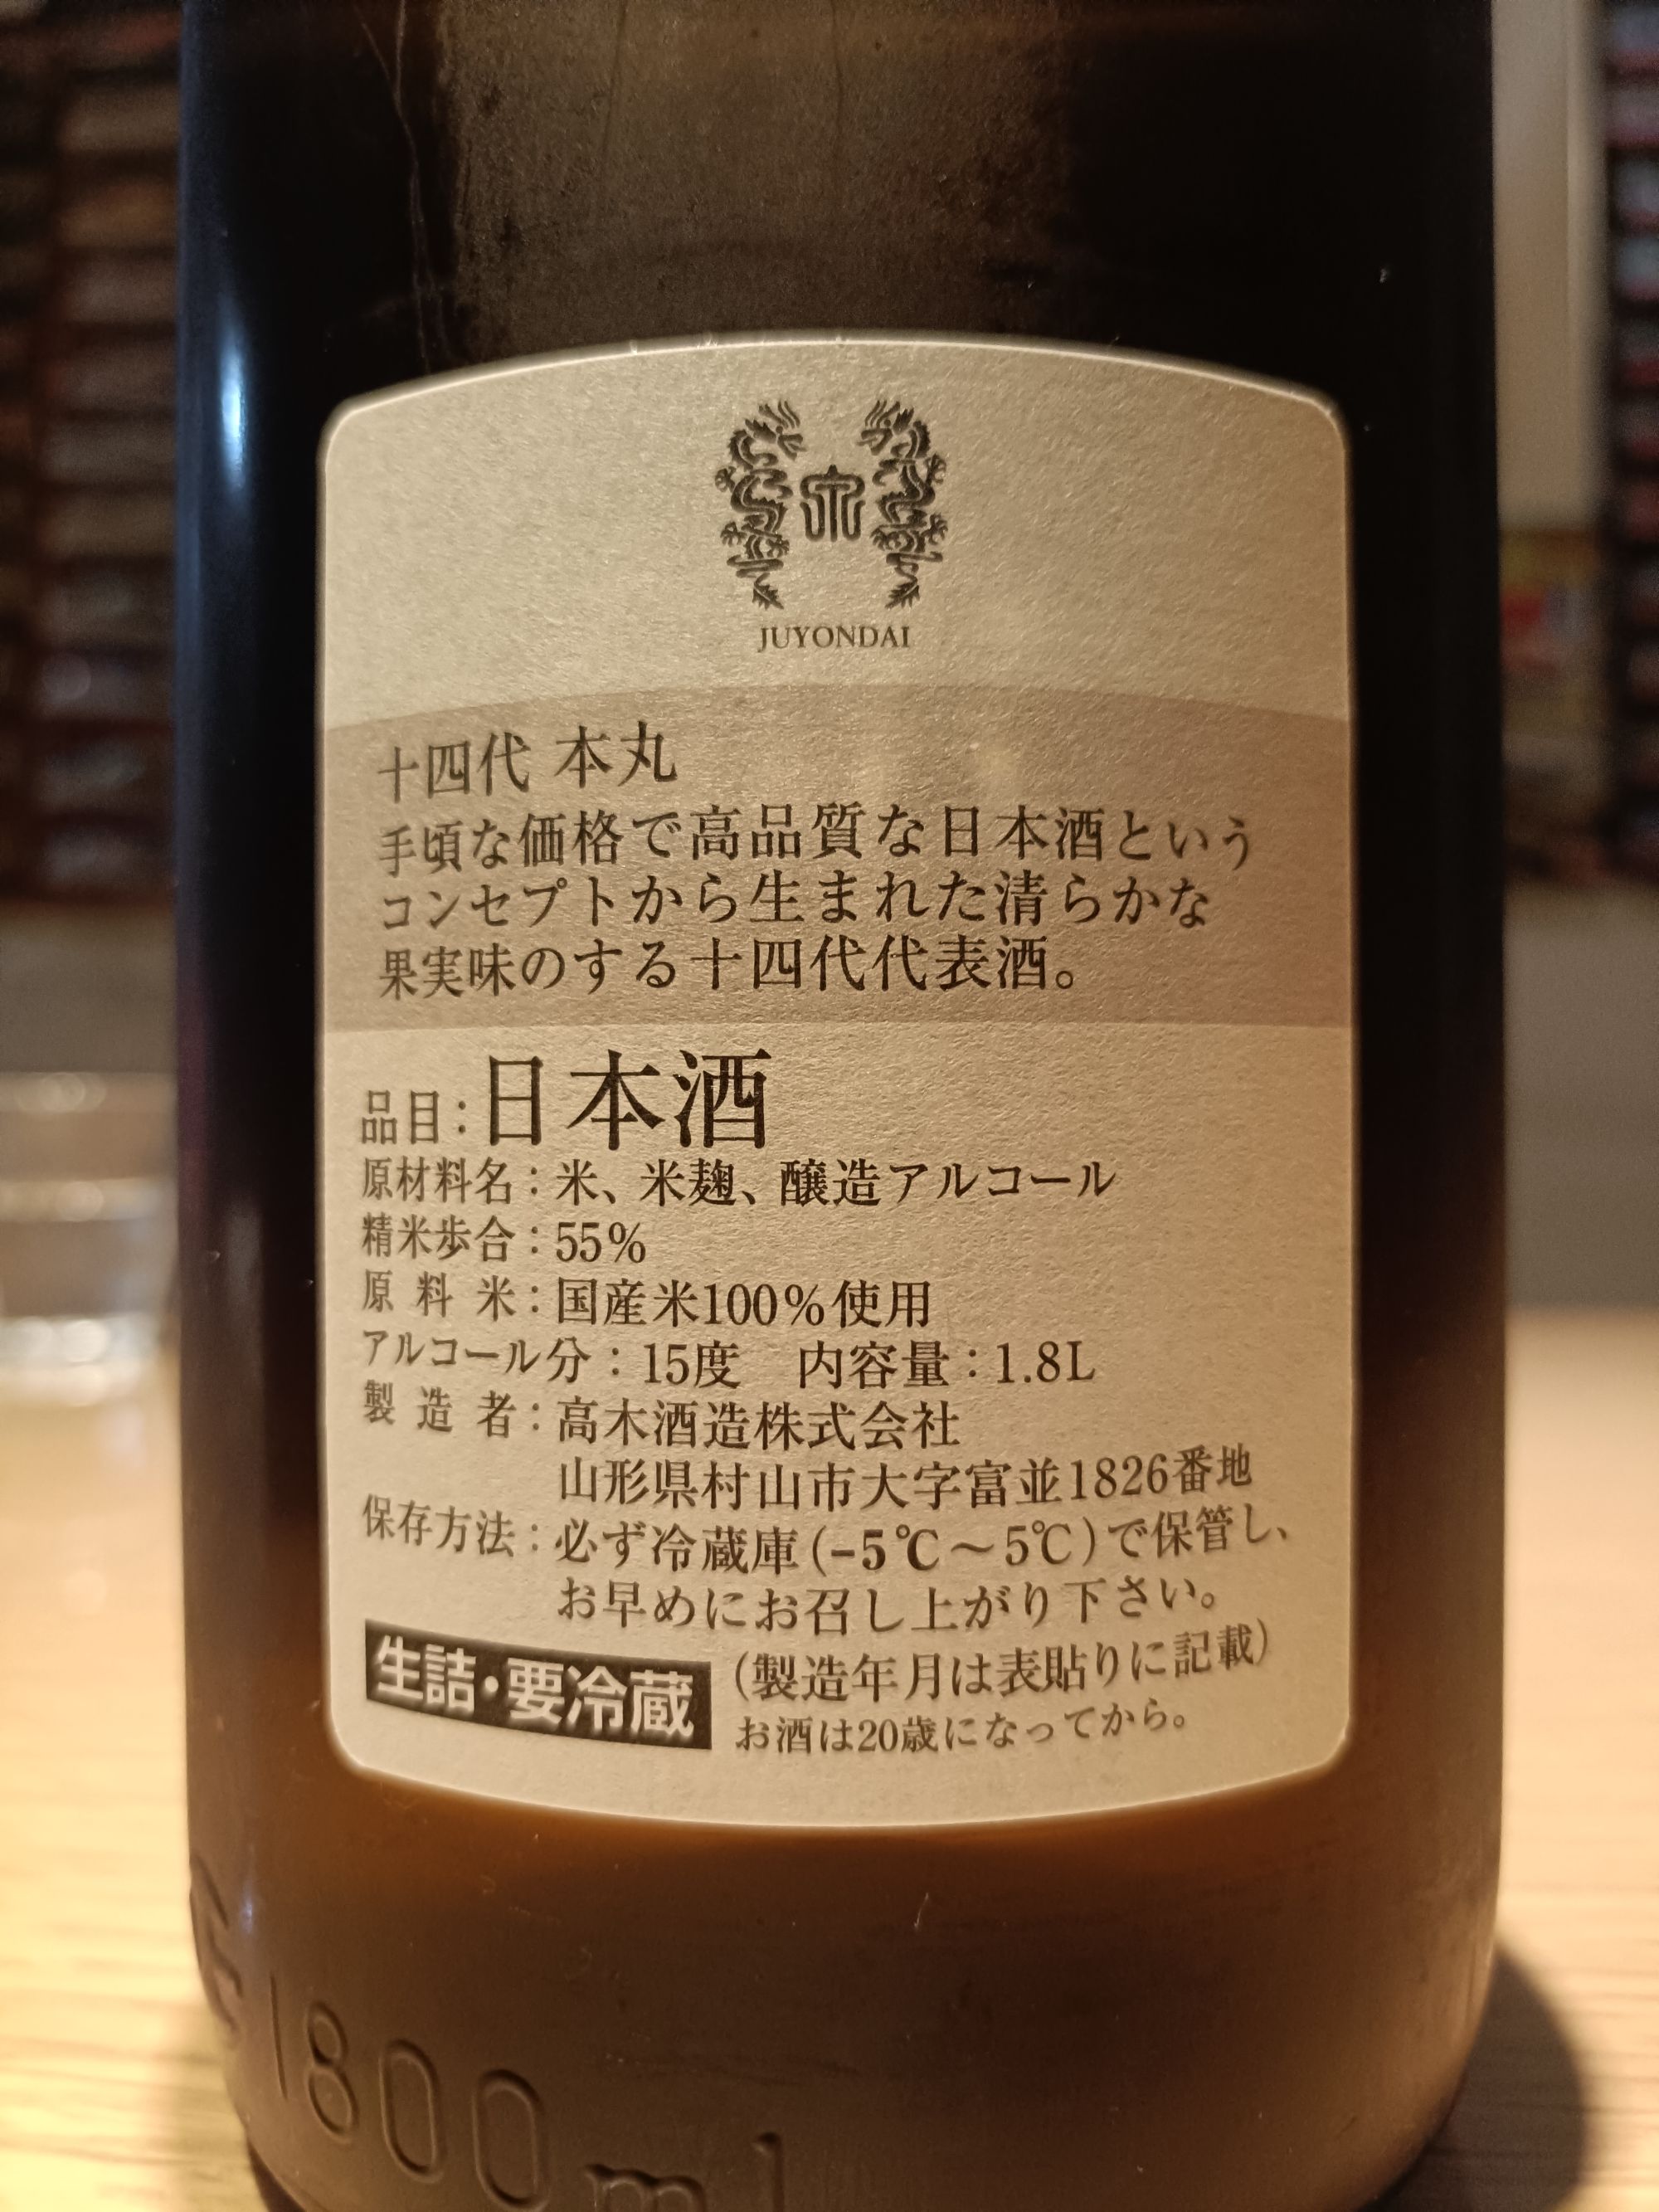 JUYONDAI
十四代 本丸
手頃な価格で高品質な日本酒という
コンセプトから生まれた清らかな
果実味のする十四代代表酒。
品目:日本酒
原材料名:米、米麹、醸造アルコール
精米歩合:55%
原料米:国産米100%使用
アルコール分:15度 内容量:1.8L
製造者:高木酒造株式会社
山形県村山市大字富並1826番地
保存方法:必ず冷蔵庫(-5℃〜5℃)で保管し、
お早めにお召し上がり下さい。
生詰・要冷蔵
(製造年月は表貼りに記載)
お酒は20歳になってから。
1800ml